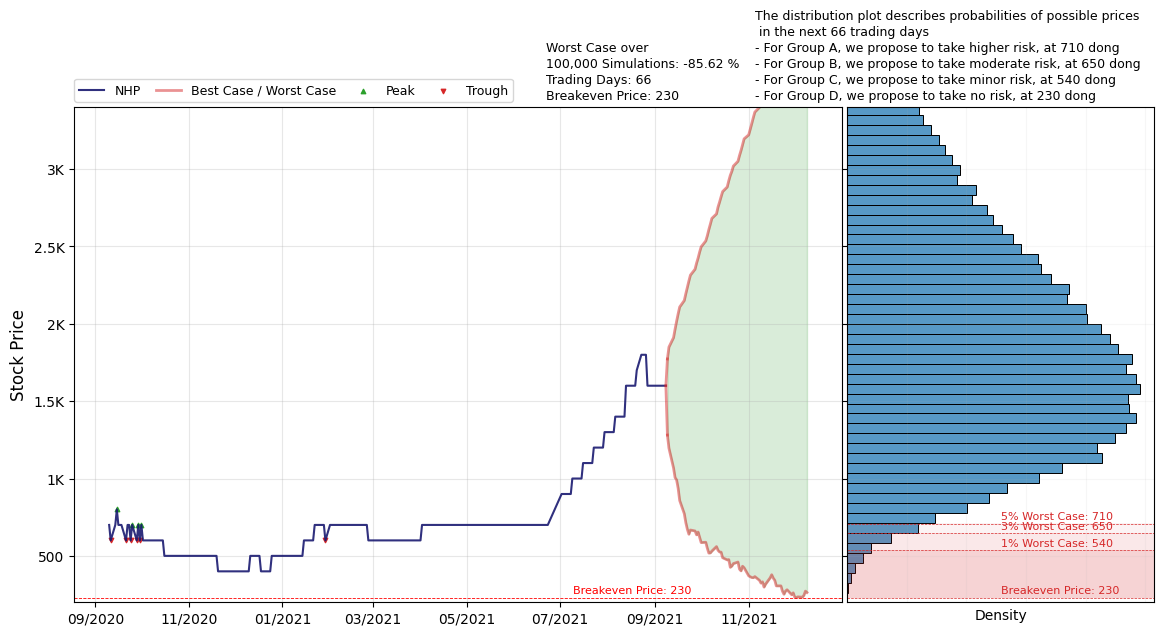 The distribution plot describes probabilities of possible prices
in the next 66 trading days
- For Group A, we propose to take higher risk, at 710 dong
- For Group B, we propose to take moderate risk, at 650 dong
- For Group C, we propose to take minor risk, at 540 dong
- For Group D, we propose to take no risk, at 230 dong
Worst Case over
100,000 Simulations: -85.62 %
Trading Days: 66
Breakeven Price: 230
NHP
Best Case / Worst Case
Peak
Trough
Stock Price
3K
2.5K
2K
1.5K
1K
500
Breakeven Price: 230
09/2020
11/2020
01/2021
03/2021
05/2021
07/2021
09/2021
11/2021
5% Worst Case: 710
3% Worst Case: 650
1% Worst Case: 540
Breakeven Price: 230
Density